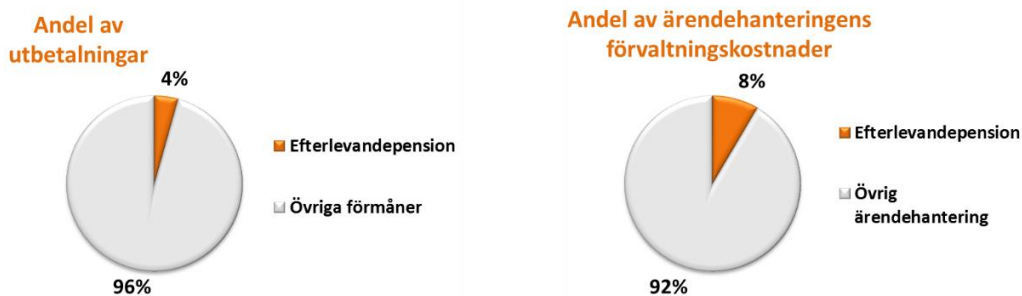 Andel av
utbetalningar
4%
Efterlevandepension
Övriga förmåner
96%
Andel av ärendehanteringens
förvaltningskostnader
8%
Efterlevandepension
Övrig
ärendehantering
92%